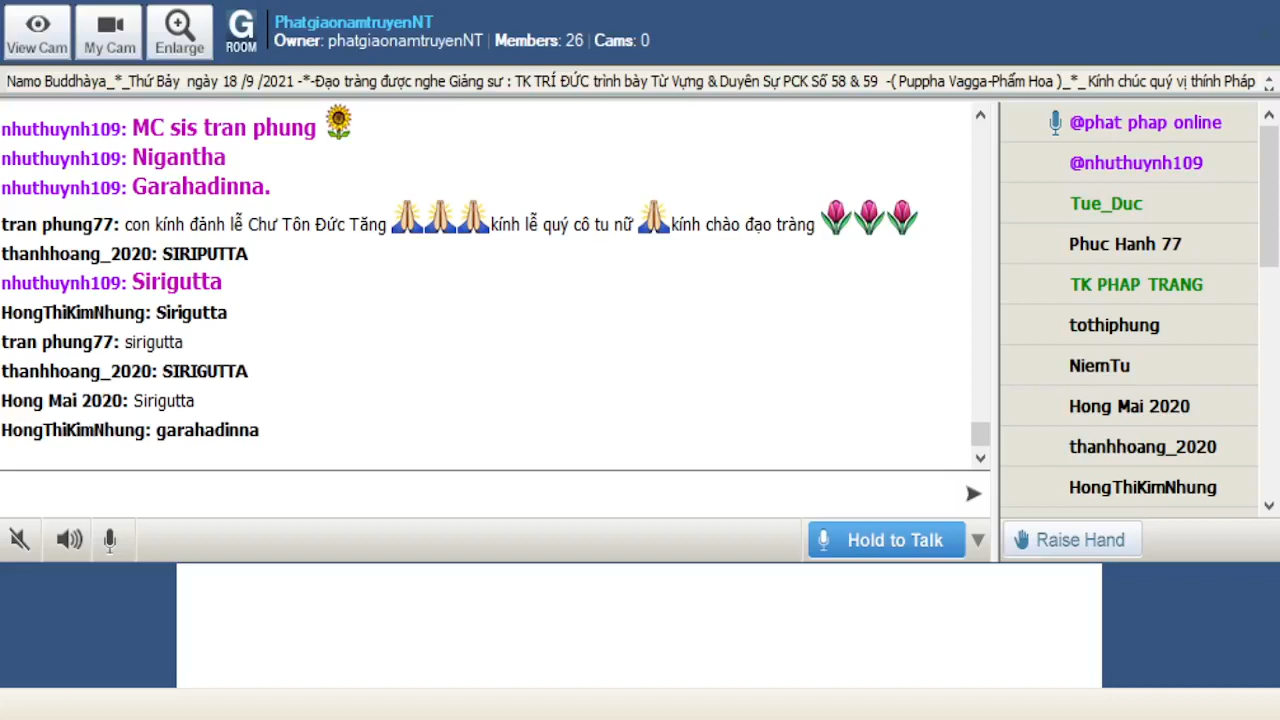 View Cam
My Cam
Enlarge
G
ROOM
PhatgiaonamtruyenNT
Owner: phatgiaonamtruyenNT | Members: 26 | Cams: 0
Namo Buddhàya_*_Thứ Bảy ngày 18 /9 /2021 -*-Đạo tràng được nghe Giảng sư : TK TRÍ ĐỨC trình bày Từ Vựng & Duyên Sự PCK Số 58 & 59 -( Puppha Vagga-Phẩm Hoa )_*_ Kính chúc quý vị thính Pháp
nhuthuynh109: MC sis tran phung
nhuthuynh109: Nigantha
nhuthuynh109: Garahadinna.
tran phung77: con kính đảnh lễ Chư Tôn Đức Tăng kính lễ quý cô tu nữ kính chào đạo tràng
thanhhoang_2020: SIRIPUTTA
nhuthuynh109: Sirigutta
HongThiKimNhung: Sirigutta
tran phung77: sirigutta
thanhhoang_2020: SIRIGUTTA
Hong Mai 2020: Sirigutta
HongThiKimNhung: garahadinna
@phat phap online
@nhuthuynh109
Tue_Duc
Phuc Hanh 77
TK PHAP TRANG
tothiphung
NiemTu
Hong Mai 2020
thanhhoang_2020
HongThiKimNhung
Hold to Talk
Raise Hand